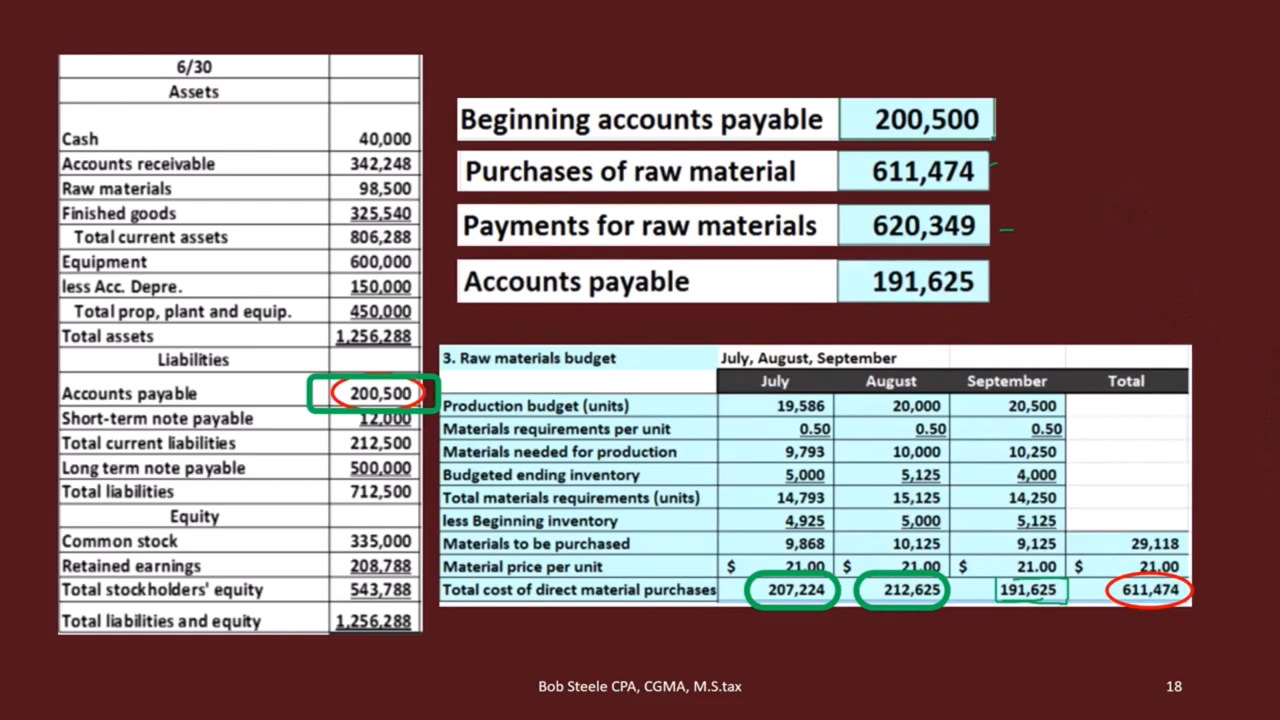 6/30
Assets
Cash 40,000
Accounts receivable 342,248
Raw materials 98,500
Finished goods 325,540
Total current assets 806,288
Equipment 600,000
less Acc. Depre. 150,000
Total prop, plant and equip. 450,000
Total assets 1,256,288
Liabilities
Accounts payable 200,500
Short-term note payable 12,000
Total current liabilities 212,500
Long term note payable 500,000
Total liabilities 712,500
Equity
Common stock 335,000
Retained earnings 208,788
Total stockholders' equity 543,788
Total liabilities and equity 1,256,288
Beginning accounts payable 200,500
Purchases of raw material 611,474
Payments for raw materials 620,349
Accounts payable 191,625
3. Raw materials budget July, August, September
July August September Total
Production budget (units) 19,586 20,000 20,500
Materials requirements per unit 0.50 0.50 0.50
Materials needed for production 9,793 10,000 10,250
Budgeted ending inventory 5,000 5,125 4,000
Total materials requirements (units) 14,793 15,125 14,250
less Beginning inventory 4,925 5,000 5,125
Materials to be purchased 9,868 10,125 9,125 29,118
Material price per unit $ 21.00 $ 21.00 $ 21.00 $ 21.00
Total cost of direct material purchases 207,224 212,625 191,625 611,474
Bob Steele CPA, CGMA, M.S.tax 18